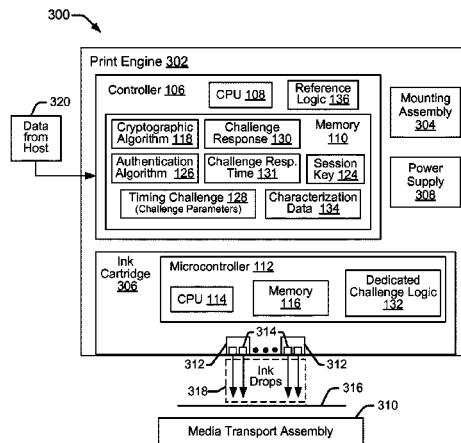 300
Print Engine 302
Controller 106
CPU 108
Reference
Logic 136
320
Data
from
Host
Cryptographic
Algorithm 118
Challenge
Response 130
Memory
110
Authentication
Algorithm 126
Challenge Resp.
Time 131
Session
Key 124
Timing Challenge 128
(Challenge Parameters)
Characterization
Data 134
Mounting
Assembly
304
Power
Supply
308
Ink
Cartridge
306
Microcontroller 112
CPU 114
Memory
116
Dedicated
Challenge Logic
132
314
312
312
Ink
Drops
318
316
310
Media Transport Assembly